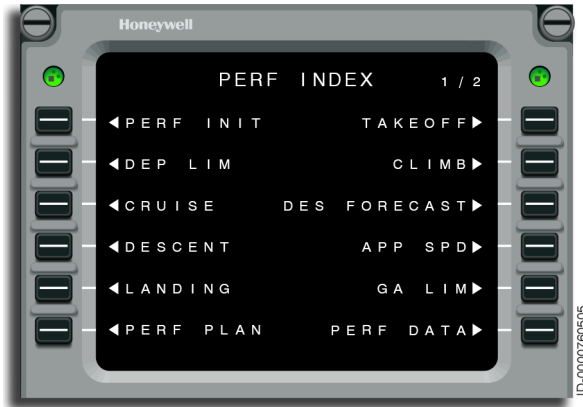 Honeywell
PERF INDEX 1 / 2
◀PERF INIT TAKEOFF▶
◀DEP LIM CLIMB▶
◀CRUISE DES FORECAST▶
◀DESCENT APP SPD▶
◀LANDING GA LIM▶
◀PERF PLAN PERF DATA▶
ID-0000760505